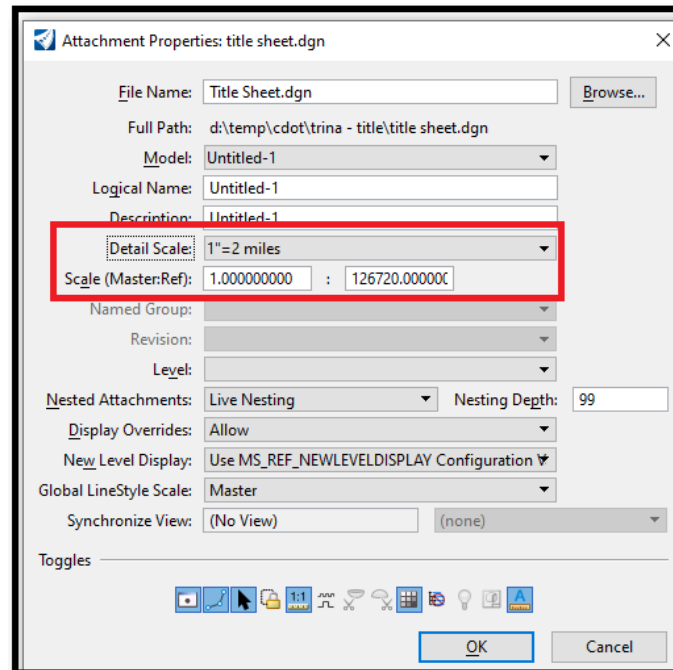 Attachment Properties: title sheet.dgn
File Name: Title Sheet.dgn Browse...
Full Path: d:\temp\cdot\trina - title\title sheet.dgn
Model: Untitled-1
Logical Name: Untitled-1
Description: Untitled-1
Detail Scale: 1"=2 miles
Scale (Master:Ref): 1.000000000 : 126720.000000
Named Group:
Revision:
Level:
Nested Attachments: Live Nesting Nesting Depth: 99
Display Overrides: Allow
New Level Display: Use MS_REF_NEWLEVELDISPLAY Configuration
Global LineStyle Scale: Master
Synchronize View: (No View) (none)
Toggles
1:1 A
OK Cancel